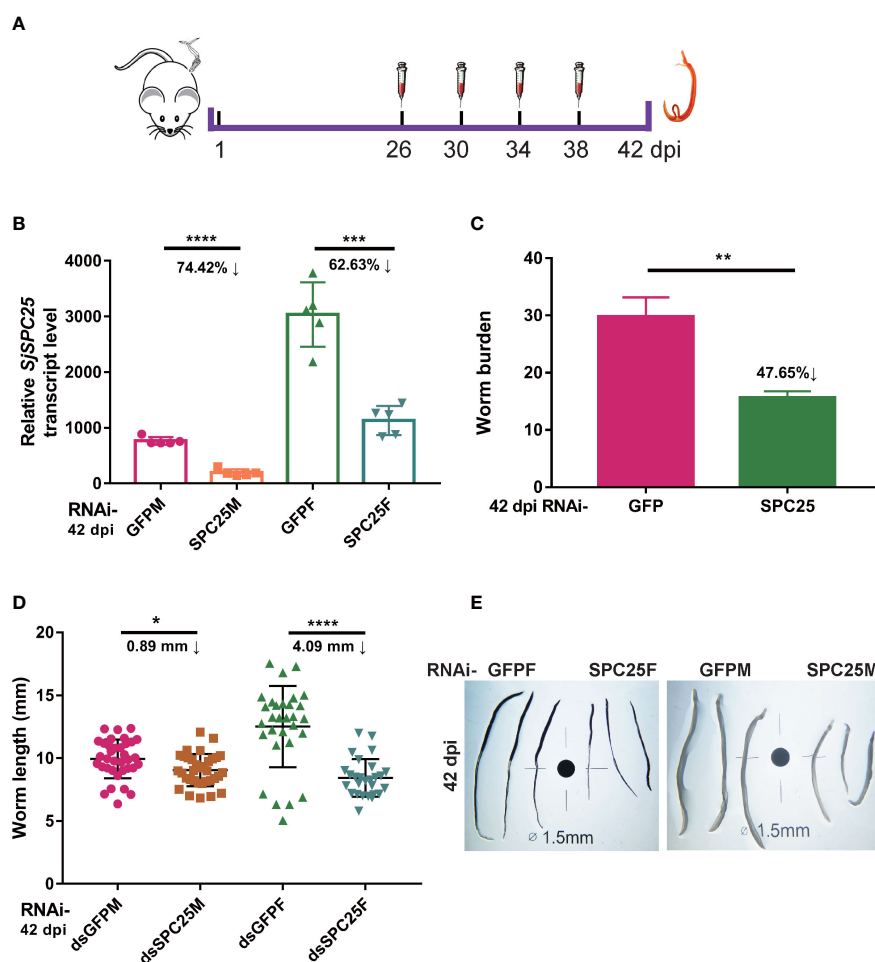 A
1 26 30 34 38 42 dpi
B
**** ***
74.42% ↓ 62.63% ↓
Relative SjSPC25
transcript level
4000
3000
2000
1000
0
RNAi-
42 dpi
GFPM SPC25M GFPF SPC25F
C
**
47.65%↓
Worm burden
40
30
20
10
0
42 dpi RNAi- GFP SPC25
D
* ****
0.89 mm ↓ 4.09 mm ↓
Worm length (mm)
20
15
10
5
0
RNAi-
42 dpi
dsGFPM dsSPC25M dsGFPF dsSPC25F
E
RNAi- GFPF SPC25F GFPM SPC25M
42 dpi
⌀ 1.5mm ⌀ 1.5mm